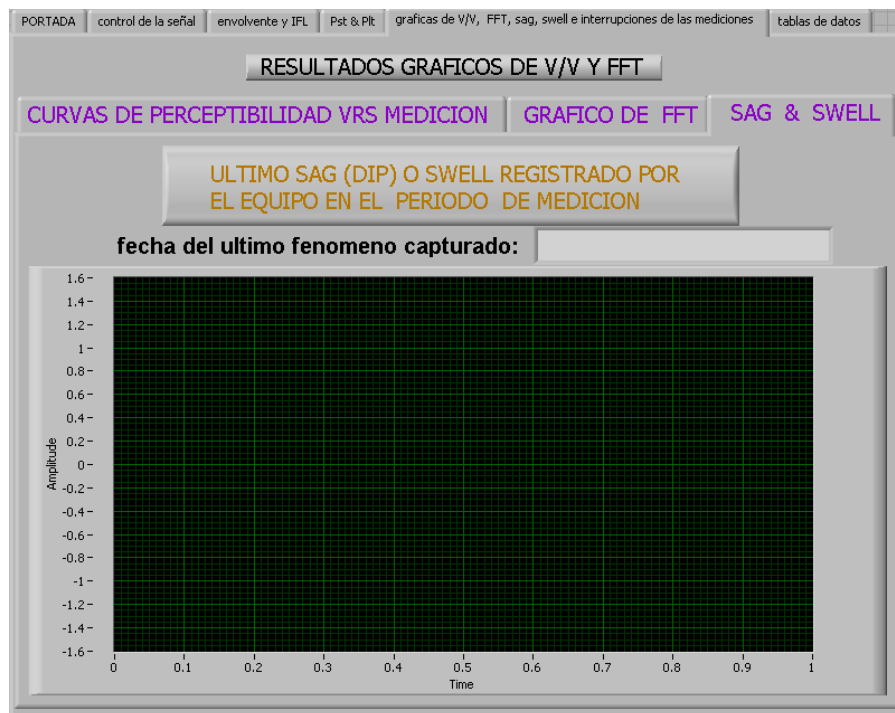 PORTADA
control de la señal
envolvente y IFL
Pst & Plt
graficas de V/V, FFT, sag, swell e interrupciones de las mediciones
tablas de datos
RESULTADOS GRAFICOS DE V/V Y FFT
CURVAS DE PERCEPTIBILIDAD VRS MEDICION
GRAFICO DE FFT
SAG & SWELL
ULTIMO SAG (DIP) O SWELL REGISTRADO POR
EL EQUIPO EN EL PERIODO DE MEDICION
fecha del ultimo fenomeno capturado:
1.6
1.4
1.2
1
0.8
0.6
0.4
0.2
0
-0.2
-0.4
-0.6
-0.8
-1
-1.2
-1.4
-1.6
Amplitude
0 0.1 0.2 0.3 0.4 0.5 0.6 0.7 0.8 0.9 1
Time